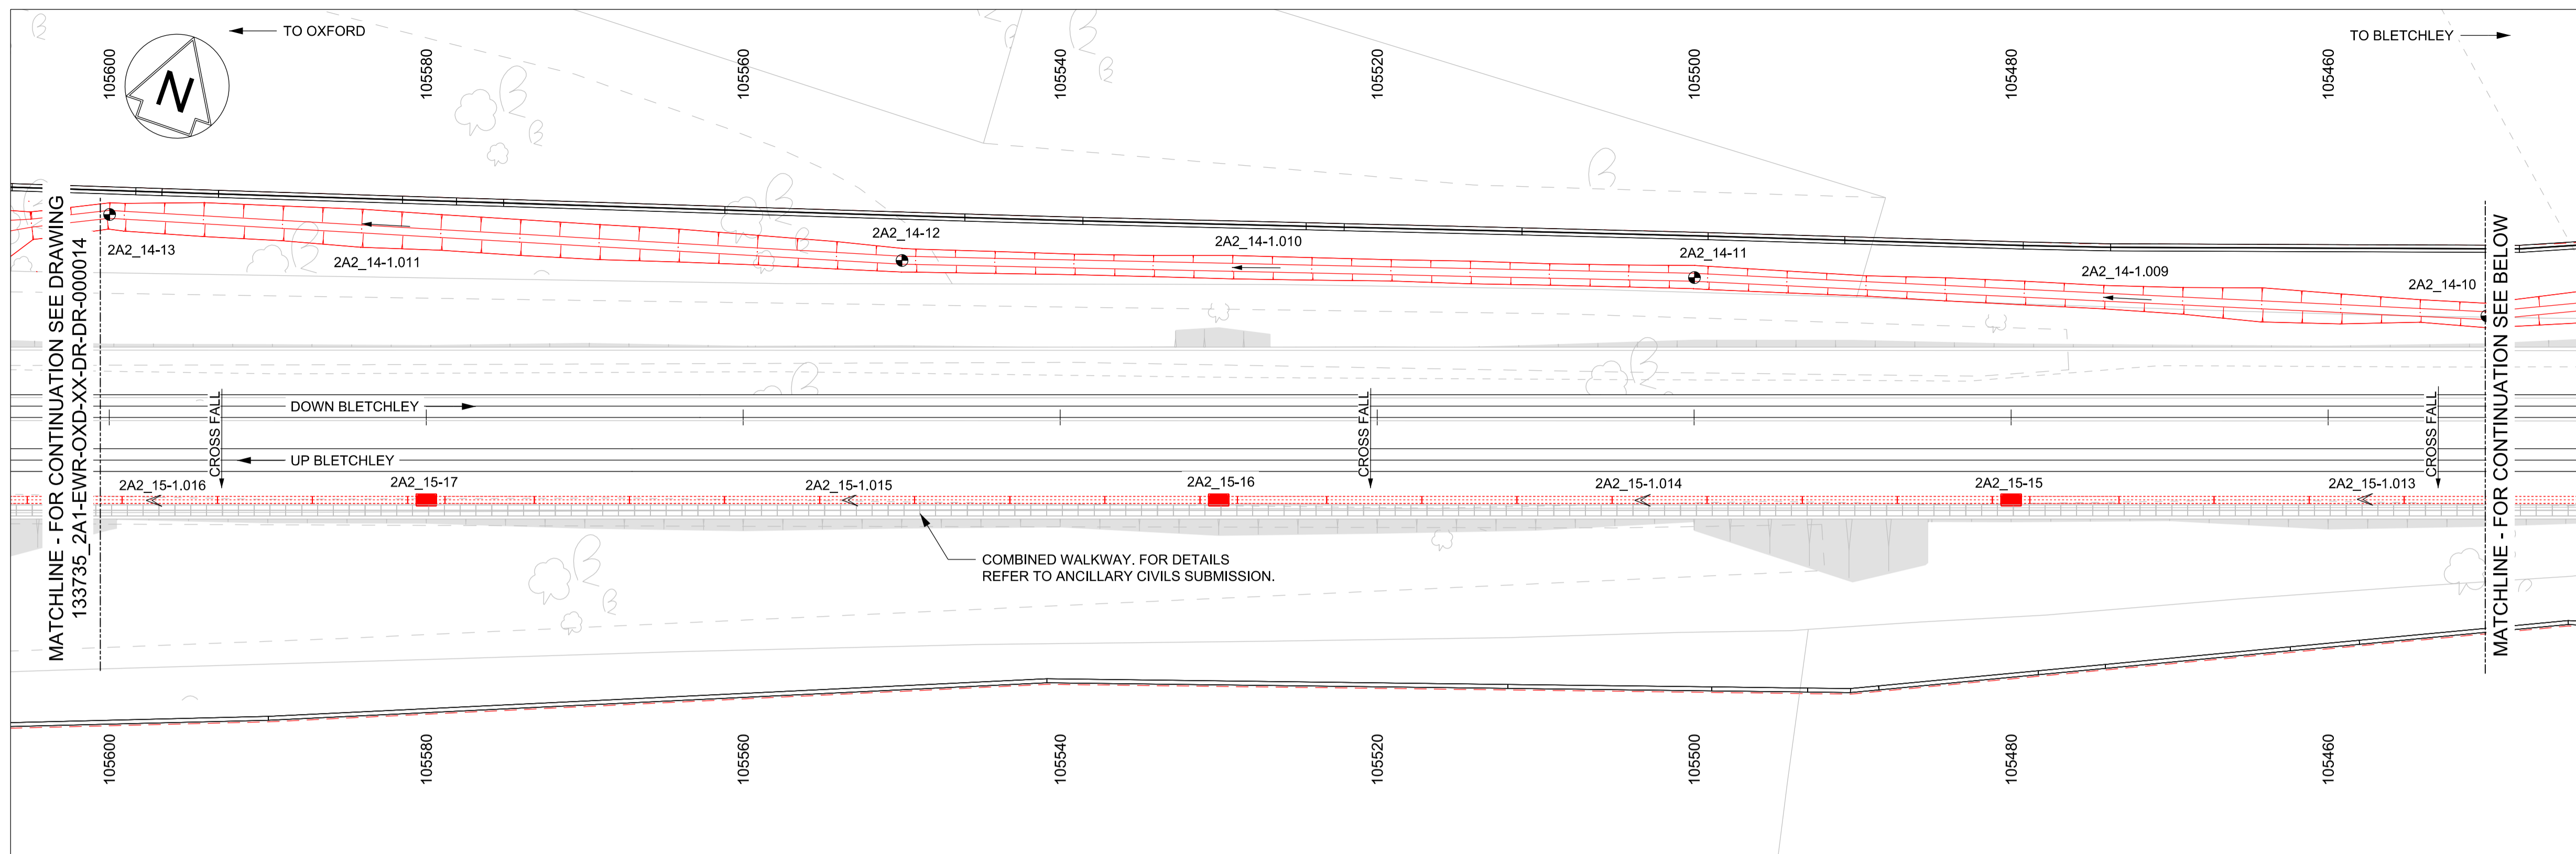 TO OXFORD
TO BLETCHLEY
105600
105580
105560
105540
105520
105500
105480
105460
N
MATCHLINE - FOR CONTINUATION SEE DRAWING
133735_2A1-EWR-OXD-XX-DR-DR-000014
2A2_14-13
2A2_14-1.011
2A2_14-12
2A2_14-1.010
2A2_14-11
2A2_14-1.009
2A2_14-10
MATCHLINE - FOR CONTINUATION SEE BELOW
CROSS FALL
DOWN BLETCHLEY
CROSS FALL
CROSS FALL
UP BLETCHLEY
2A2_15-1.016
2A2_15-17
2A2_15-1.015
2A2_15-16
2A2_15-1.014
2A2_15-15
2A2_15-1.013
COMBINED WALKWAY. FOR DETAILS
REFER TO ANCILLARY CIVILS SUBMISSION.
105600
105580
105560
105540
105520
105500
105480
105460